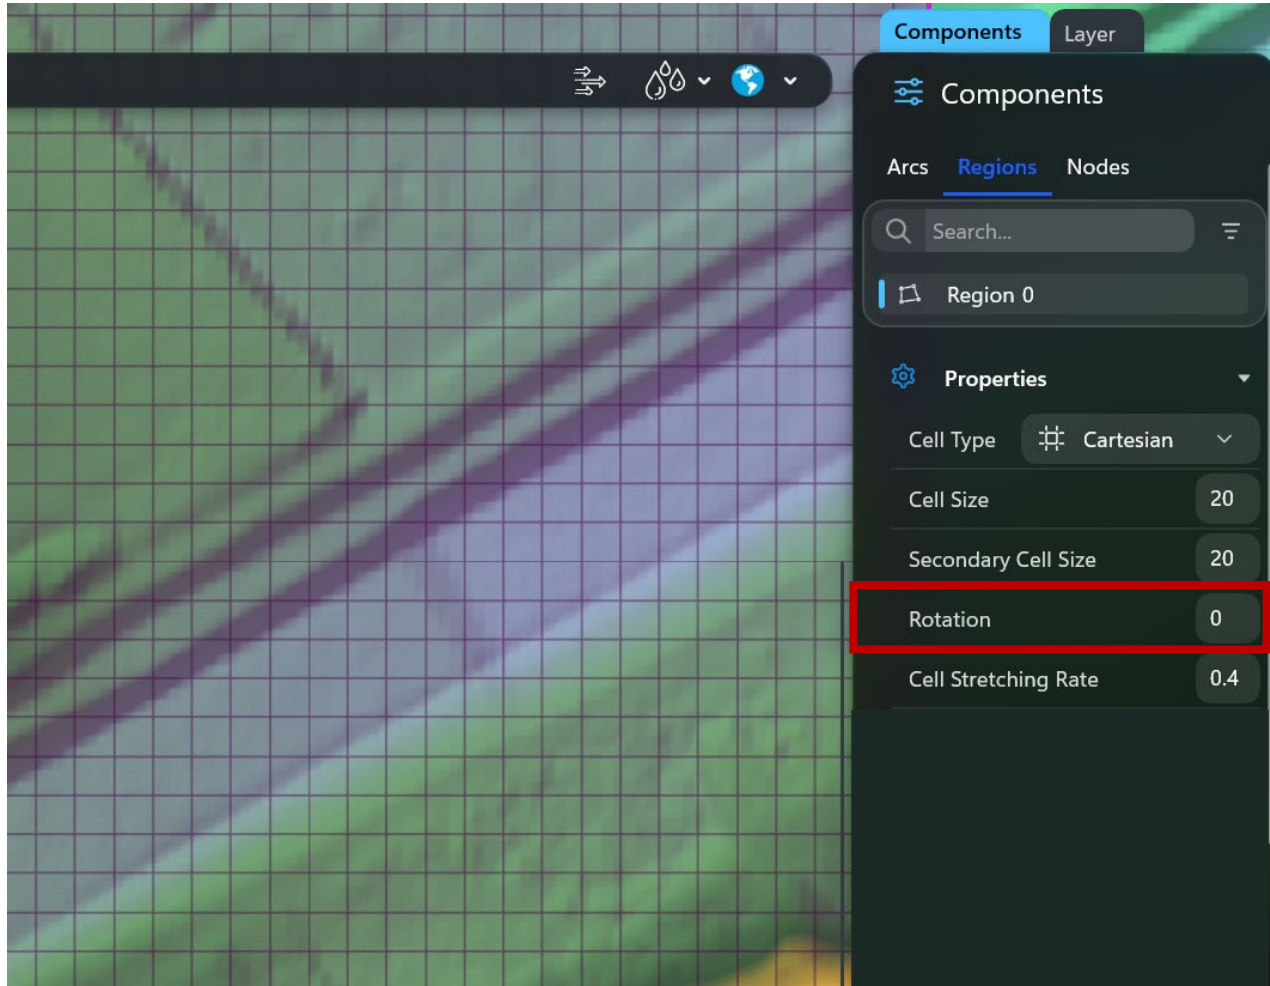 Components
Layer
Components
Arcs Regions Nodes
Search...
Region 0
Properties
Cell Type Cartesian
Cell Size 20
Secondary Cell Size 20
Rotation 0
Cell Stretching Rate 0.4